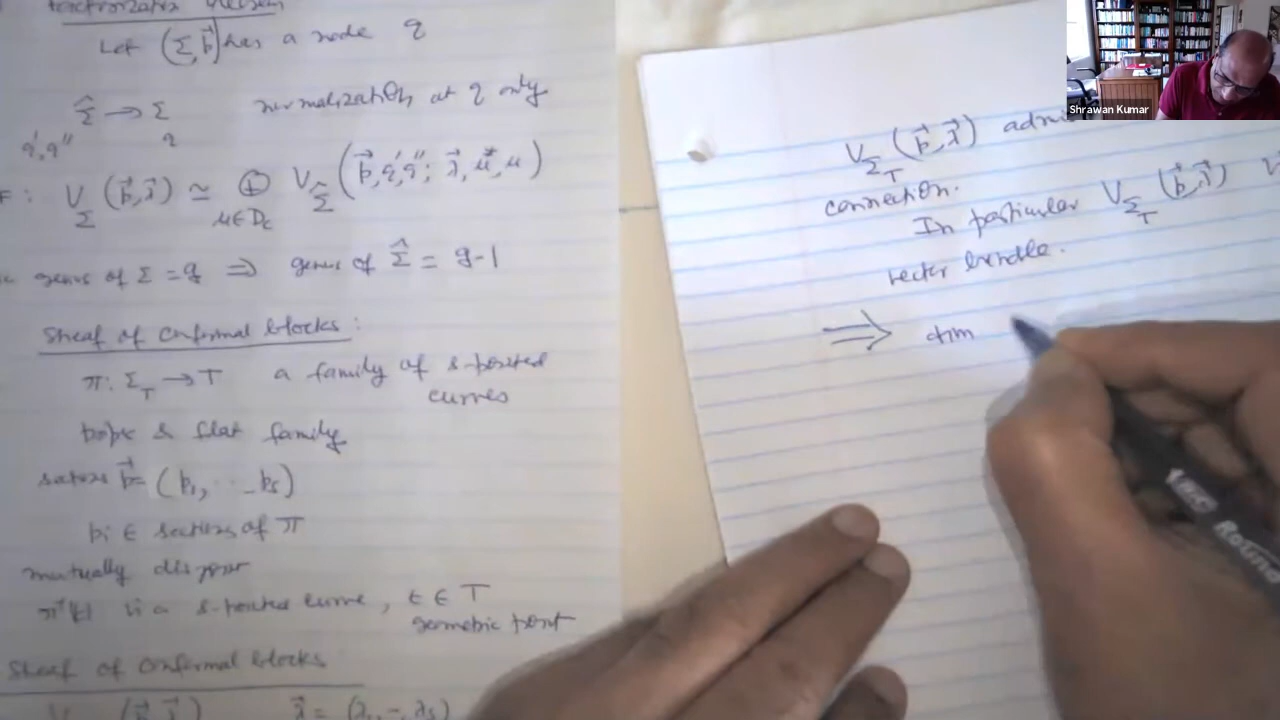 Factorization theorem
Let (Σ, p⃗) has a node q
Σ̂ → Σ normalization at q only
q', q'' q
F : V_Σ (p⃗, λ⃗) ≃ ⊕_{μ∈D_c} V_Σ̂ (p⃗, q', q''; λ⃗, μ*, μ)
genus of Σ = g ⟹ genus of Σ̂ = g-1
Sheaf of Conformal blocks :
π: Σ_T → T a family of s-pointed
curves
proper & flat family
p⃗ = (p_1, ... p_s)
p_i ∈ sections of π
mutually disjoint
π^{-1}(t) is a s-pointed curve, t ∈ T
geometric point
Sheaf of Conformal blocks
(p⃗, λ⃗) λ⃗ = (λ_1, -, λ_s)
V_{Σ_T} (p⃗, λ⃗)
connection.
In particular V_{Σ_T} (p⃗, λ⃗)
vector bundle.
⟹ dim
Shrawan Kumar